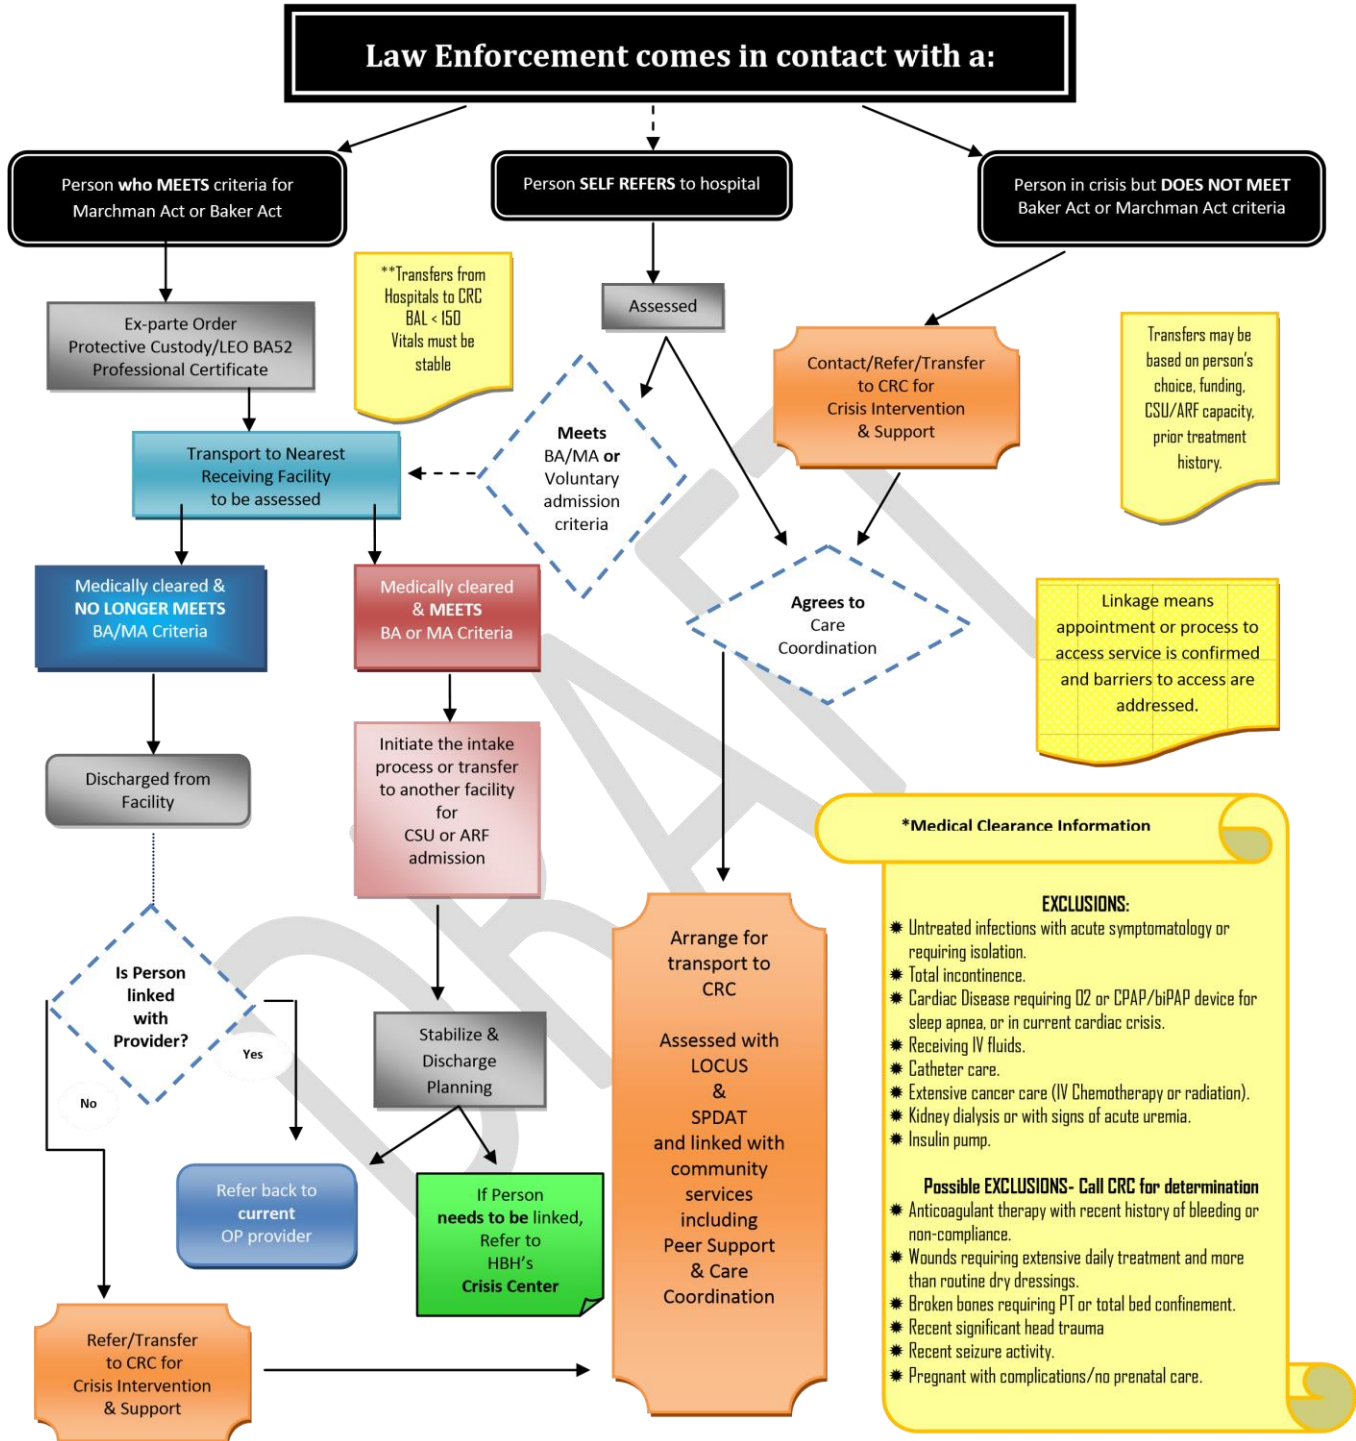 Law Enforcement comes in contact with a:
Person who MEETS criteria for
Marchman Act or Baker Act
Person SELF REFERS to hospital
Person in crisis but DOES NOT MEET
Baker Act or Marchman Act criteria
Ex-parte Order
Protective Custody/LEO BA52
Professional Certificate
**Transfers from
Hospitals to CRC
BAL < 150
Vitals must be
stable
Assessed
Contact/Refer/Transfer
to CRC for
Crisis Intervention
& Support
Transfers may be
based on person's
choice, funding,
CSU/ARF capacity,
prior treatment
history.
Transport to Nearest
Receiving Facility
to be assessed
Meets
BA/MA or
Voluntary
admission
criteria
Medically cleared &
NO LONGER MEETS
BA/MA Criteria
Medically cleared
& MEETS
BA or MA Criteria
Agrees to
Care
Coordination
Linkage means
appointment or process to
access service is confirmed
and barriers to access are
addressed.
Discharged from
Facility
Initiate the intake
process or transfer
to another facility
for
CSU or ARF
admission
Is Person
linked
with
Provider?
Yes
No
Stabilize &
Discharge
Planning
Refer back to
current
OP provider
If Person
needs to be linked,
Refer to
HBH's
Crisis Center
Refer/Transfer
to CRC for
Crisis Intervention
& Support
Arrange for
transport to
CRC
Assessed with
LOCUS
&
SPDAT
and linked with
community
services
including
Peer Support
& Care
Coordination
*Medical Clearance Information
EXCLUSIONS:
✹ Untreated infections with acute symptomatology or
requiring isolation.
✹ Total incontinence.
✹ Cardiac Disease requiring O2 or CPAP/biPAP device for
sleep apnea, or in current cardiac crisis.
✹ Receiving IV fluids.
✹ Catheter care.
✹ Extensive cancer care (IV Chemotherapy or radiation).
✹ Kidney dialysis or with signs of acute uremia.
✹ Insulin pump.
Possible EXCLUSIONS- Call CRC for determination
✹ Anticoagulant therapy with recent history of bleeding or
non-compliance.
✹ Wounds requiring extensive daily treatment and more
than routine dry dressings.
✹ Broken bones requiring PT or total bed confinement.
✹ Recent significant head trauma
✹ Recent seizure activity.
✹ Pregnant with complications/no prenatal care.
DRAFT